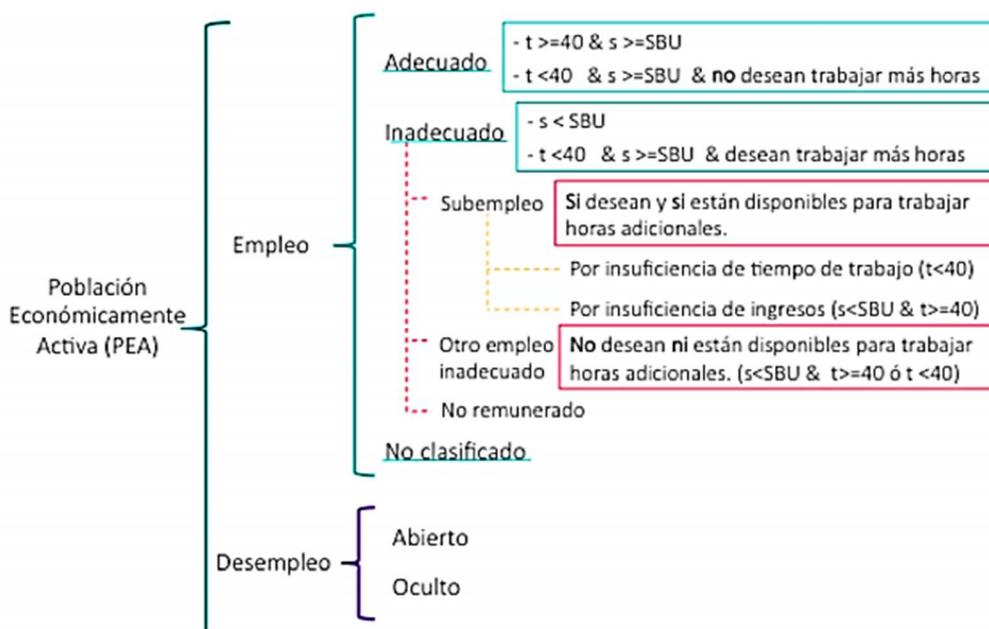 Población
Económicamente
Activa (PEA)
Empleo
Adecuado
- t >=40 & s >=SBU
- t <40 & s >=SBU & no desean trabajar más horas
Inadecuado
- s < SBU
- t <40 & s >=SBU & desean trabajar más horas
Subempleo
Si desean y si están disponibles para trabajar
horas adicionales.
Por insuficiencia de tiempo de trabajo (t<40)
Por insuficiencia de ingresos (s<SBU & t>=40)
Otro empleo
inadecuado
No desean ni están disponibles para trabajar
horas adicionales. (s<SBU & t>=40 ó t <40)
No remunerado
No clasificado
Desempleo
Abierto
Oculto